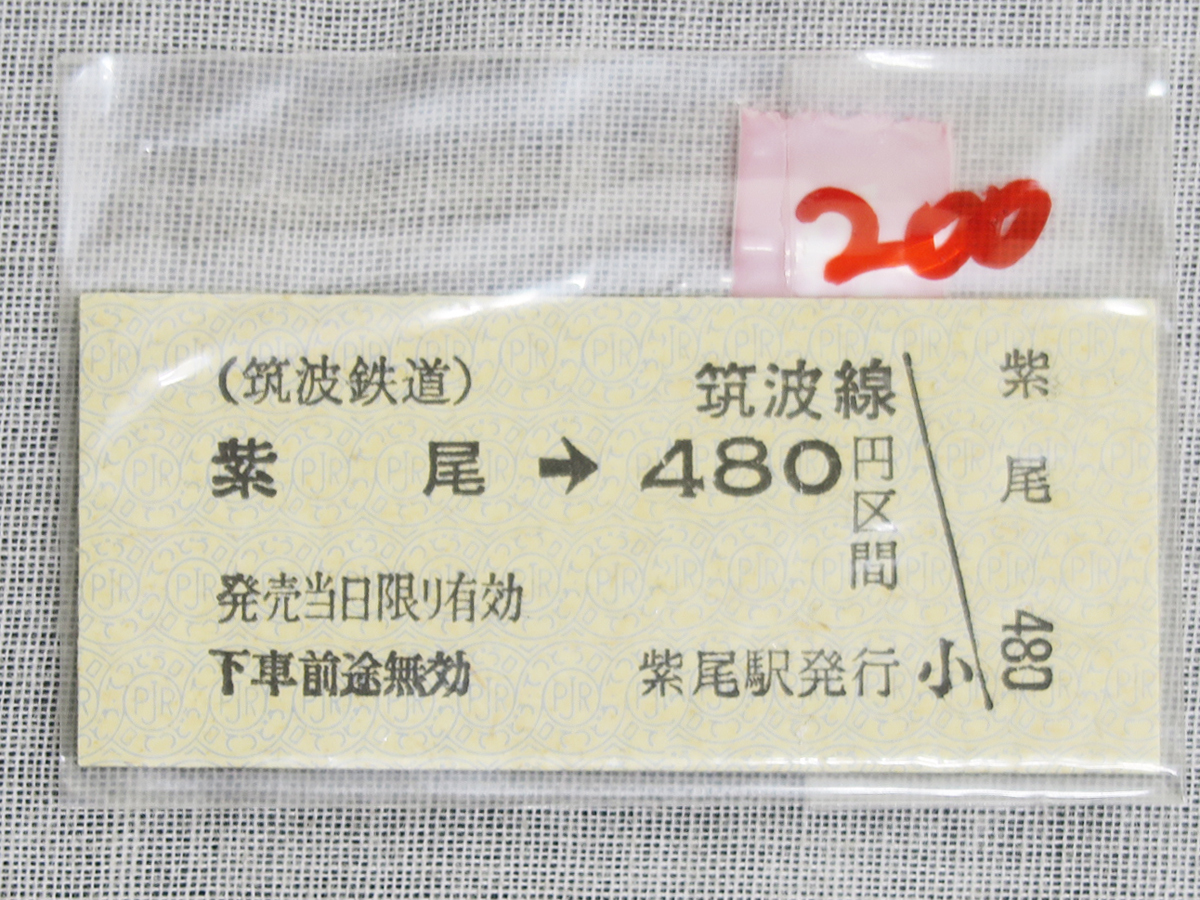 200
(筑波鉄道)
紫尾 → 480円区間
筑波線
発売当日限り有効
下車前途無効
紫尾駅発行
小
紫尾
480